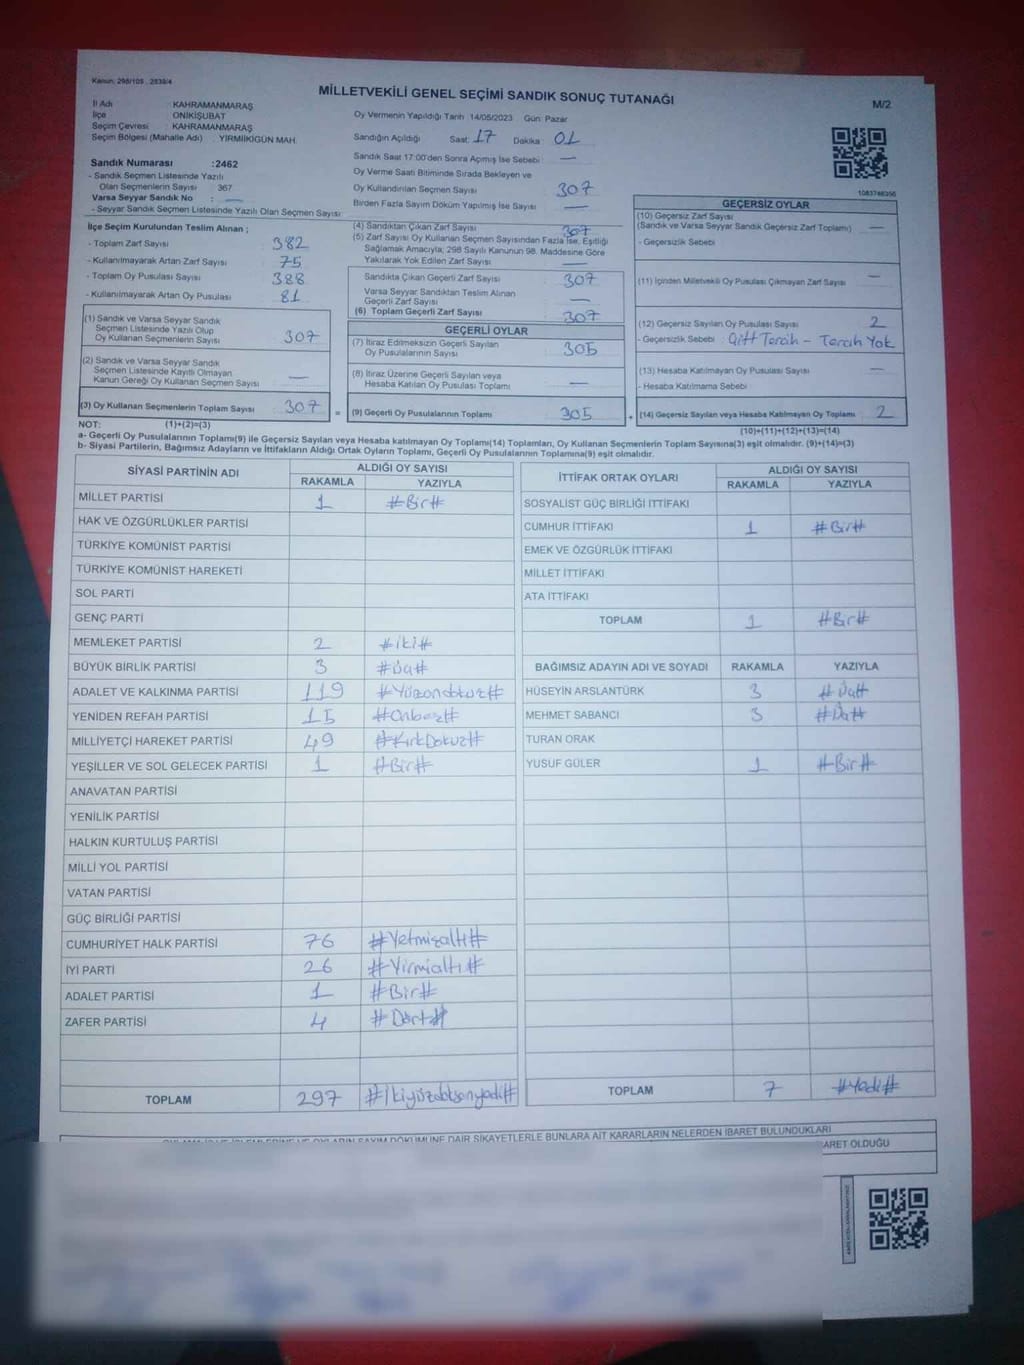 Kanun: 298/105 , 2839/4
MİLLETVEKİLİ GENEL SEÇİMİ SANDIK SONUÇ TUTANAĞI
M/2
İl Adı : KAHRAMANMARAŞ
İlçe : ONİKİŞUBAT
Seçim Çevresi : KAHRAMANMARAŞ
Seçim Bölgesi (Mahalle Adı) : YİRMİİKİGÜN MAH.
Sandık Numarası :2462
- Sandık Seçmen Listesinde Yazılı
Olan Seçmenlerin Sayısı 367
Varsa Seyyar Sandık No : —
- Seyyar Sandık Seçmen Listesinde Yazılı Olan Seçmen Sayısı
İlçe Seçim Kurulundan Teslim Alınan ;
- Toplam Zarf Sayısı : 382
- Kullanılmayarak Artan Zarf Sayısı : 75
- Toplam Oy Pusulası Sayısı : 388
- Kullanılmayarak Artan Oy Pusulası : 81
(1) Sandık ve Varsa Seyyar Sandık
Seçmen Listesinde Yazılı Olup
Oy Kullanan Seçmenlerin Sayısı 307
(2) Sandık ve Varsa Seyyar Sandık
Seçmen Listesinde Kayıtlı Olmayan
Kanun Gereği Oy Kullanan Seçmen Sayısı —
(3) Oy Kullanan Seçmenlerin Toplam Sayısı 307 =
Oy Vermenin Yapıldığı Tarih 14/05/2023 Gün: Pazar
Sandığın Açıldığı Saat: 17 Dakika 01
Sandık Saat 17:00'den Sonra Açımış İse Sebebi : —
Oy Verme Saati Bitiminde Sırada Bekleyen ve
Oy Kullandırılan Seçmen Sayısı 307
Birden Fazla Sayım Döküm Yapılmış İse Sayısı —
(4) Sandıktan Çıkan Zarf Sayısı 307
(5) Zarf Sayısı Oy Kullanan Seçmen Sayısından Fazla İse, Eşitliği
Sağlamak Amacıyla, 298 Sayılı Kanunun 98. Maddesine Göre
Yakılarak Yok Edilen Zarf Sayısı —
Sandıkta Çıkan Geçerli Zarf Sayısı 307
Varsa Seyyar Sandıktan Teslim Alınan
Geçerli Zarf Sayısı —
(6) Toplam Geçerli Zarf Sayısı 307
GEÇERLİ OYLAR
(7) İtiraz Edilmeksizin Geçerli Sayılan
Oy Pusulalarının Sayısı 305
(8) İtiraz Üzerine Geçerli Sayılan veya
Hesaba Katılan Oy Pusulası Toplamı —
(9) Geçerli Oy Pusulalarının Toplamı 305 +
1083748356
GEÇERSİZ OYLAR
(10) Geçersiz Zarf Sayısı
(Sandık ve Varsa Seyyar Sandık Geçersiz Zarf Toplamı) : —
- Geçersizlik Sebebi
(11) İçinden Milletvekili Oy Pusulası Çıkmayan Zarf Sayısı —
(12) Geçersiz Sayılan Oy Pusulası Sayısı 2
- Geçersizlik Sebebi : Çift Tercih - Tercih Yok
(13) Hesaba Katılmayan Oy Pusulası Sayısı —
- Hesaba Katılmama Sebebi
(14) Geçersiz Sayılan veya Hesaba Katılmayan Oy Toplamı 2
NOT: (1)+(2)=(3) (10)+(11)+(12)+(13)=(14)
a- Geçerli Oy Pusulalarının Toplamı(9) ile Geçersiz Sayılan veya Hesaba katılmayan Oy Toplamı(14) Toplamları, Oy Kullanan Seçmenlerin Toplam Sayısına(3) eşit olmalıdır. (9)+(14)=(3)
b- Siyasi Partilerin, Bağımsız Adayların ve İttifakların Aldığı Ortak Oyların Toplamı, Geçerli Oy Pusulalarının Toplamına(9) eşit olmalıdır.
SİYASİ PARTİNİN ADI ALDIĞI OY SAYISI
RAKAMLA YAZIYLA
MİLLET PARTİSİ 1 #Bir#
HAK VE ÖZGÜRLÜKLER PARTİSİ
TÜRKİYE KOMÜNİST PARTİSİ
TÜRKİYE KOMÜNİST HAREKETİ
SOL PARTİ
GENÇ PARTİ
MEMLEKET PARTİSİ 2 #iki#
BÜYÜK BİRLİK PARTİSİ 3 #Üç#
ADALET VE KALKINMA PARTİSİ 119 #Yüzondokuz#
YENİDEN REFAH PARTİSİ 15 #Onbeş#
MİLLİYETÇİ HAREKET PARTİSİ 49 #KırkDokuz#
YEŞİLLER VE SOL GELECEK PARTİSİ 1 #Bir#
ANAVATAN PARTİSİ
YENİLİK PARTİSİ
HALKIN KURTULUŞ PARTİSİ
MİLLİ YOL PARTİSİ
VATAN PARTİSİ
GÜÇ BİRLİĞİ PARTİSİ
CUMHURİYET HALK PARTİSİ 76 #Yetmişaltı#
İYİ PARTİ 26 #Yirmialtı#
ADALET PARTİSİ 1 #Bir#
ZAFER PARTİSİ 4 #Dört#
TOPLAM 297 #ikiyüzdoksanyedi#
İTTİFAK ORTAK OYLARI ALDIĞI OY SAYISI
RAKAMLA YAZIYLA
SOSYALİST GÜÇ BİRLİĞİ İTTİFAKI
CUMHUR İTTİFAKI 1 #Bir#
EMEK VE ÖZGÜRLÜK İTTİFAKI
MİLLET İTTİFAKI
ATA İTTİFAKI
TOPLAM 1 #Bir#
BAĞIMSIZ ADAYIN ADI VE SOYADI RAKAMLA YAZIYLA
HÜSEYİN ARSLANTÜRK 3 #Üç#
MEHMET SABANCI 3 #Üç#
TURAN ORAK
YUSUF GÜLER 1 #Bir#
TOPLAM 7 #Yedi#
DÖKÜMÜNE DAİR ŞİKAYETLERLE BUNLARA AİT KARARLARIN NELERDEN İBARET BULUNDUKLARI
OLDUĞU